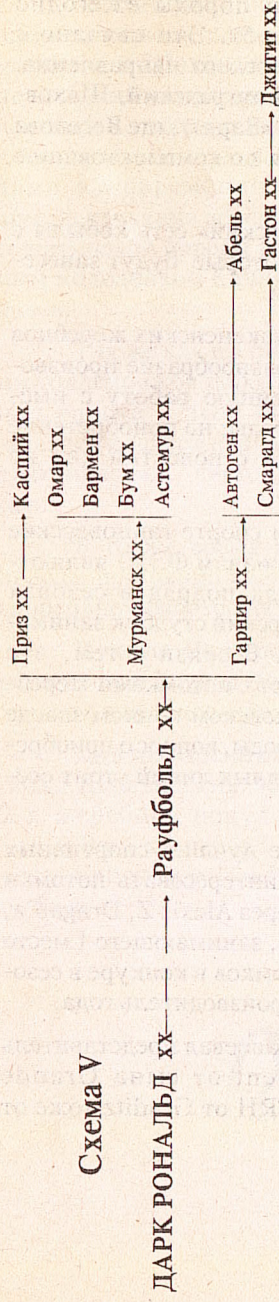 Схема V
ДАРК РОНАЛЬД хх
Рауфбольд хх
Приз хх
Каспий хх
Мурманск хх
Омар хх
Бармен хх
Бум хх
Астемур хх
Гарнир хх
Автоген хх
Абель хх
Смарагд хх
Гастон хх
Джигит хх